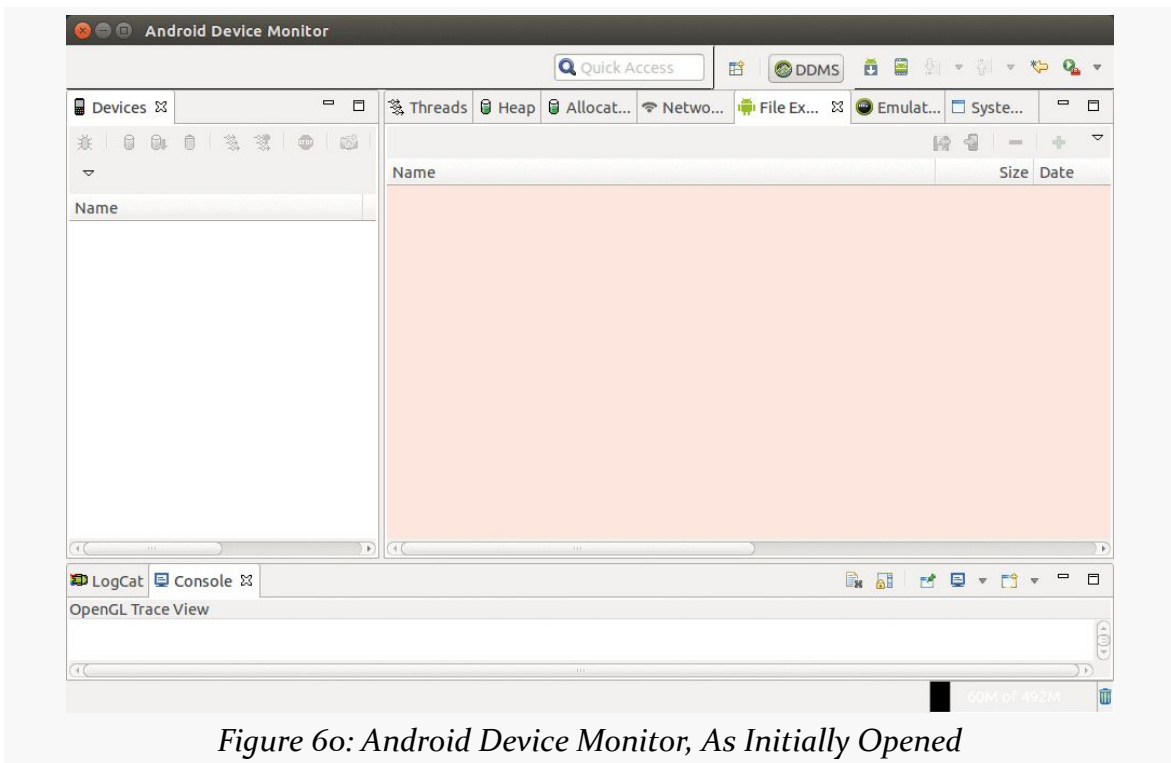 Android Device Monitor
Quick Access
DDMS
Devices
Threads Heap Allocat... Netwo... File Ex... Emulat... Syste...
Name Size Date
Name
LogCat Console
OpenGL Trace View
60M of 492M
Figure 60: Android Device Monitor, As Initially Opened